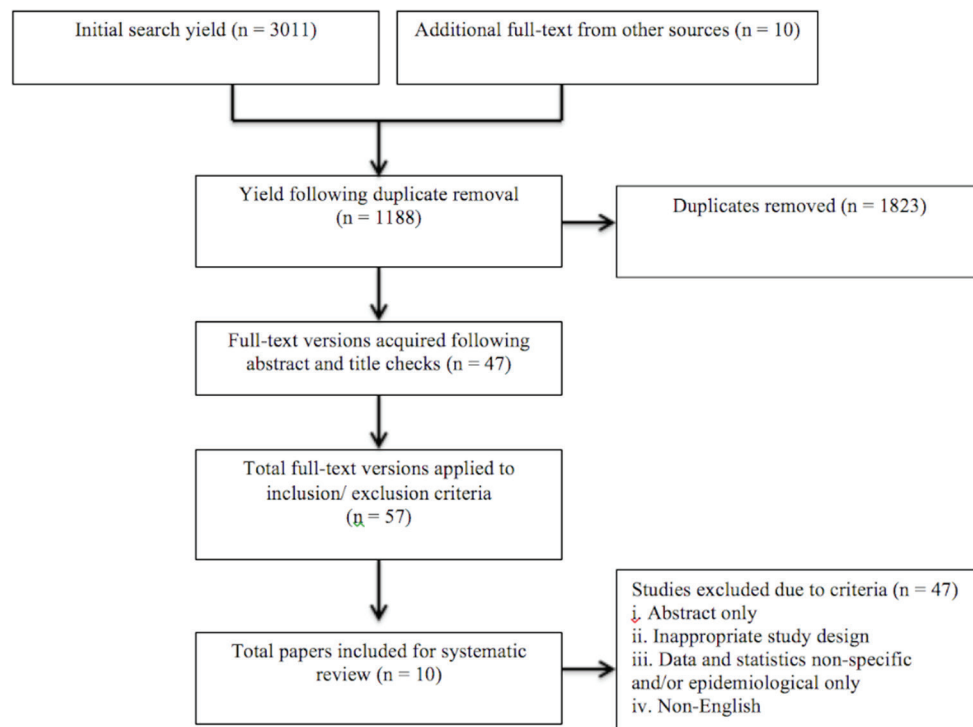 Initial search yield (n = 3011)
Additional full-text from other sources (n = 10)
Yield following duplicate removal
(n = 1188)
Duplicates removed (n = 1823)
Full-text versions acquired following
abstract and title checks (n = 47)
Total full-text versions applied to
inclusion/ exclusion criteria
(n = 57)
Total papers included for systematic
review (n = 10)
Studies excluded due to criteria (n = 47)
i. Abstract only
ii. Inappropriate study design
iii. Data and statistics non-specific
and/or epidemiological only
iv. Non-English